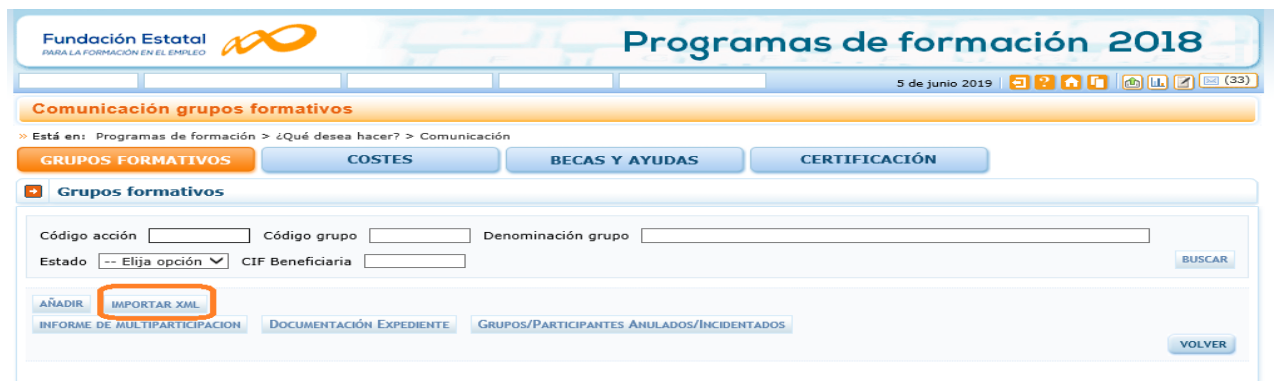 Fundación Estatal
PARA LA FORMACIÓN EN EL EMPLEO
Programas de formación 2018
5 de junio 2019 (33)
Comunicación grupos formativos
» Está en: Programas de formación > ¿Qué desea hacer? > Comunicación
GRUPOS FORMATIVOS COSTES BECAS Y AYUDAS CERTIFICACIÓN
Grupos formativos
Código acción Código grupo Denominación grupo
Estado -- Elija opción CIF Beneficiaria BUSCAR
AÑADIR IMPORTAR XML
INFORME DE MULTIPARTICIPACION DOCUMENTACIÓN EXPEDIENTE GRUPOS/PARTICIPANTES ANULADOS/INCIDENTADOS
VOLVER